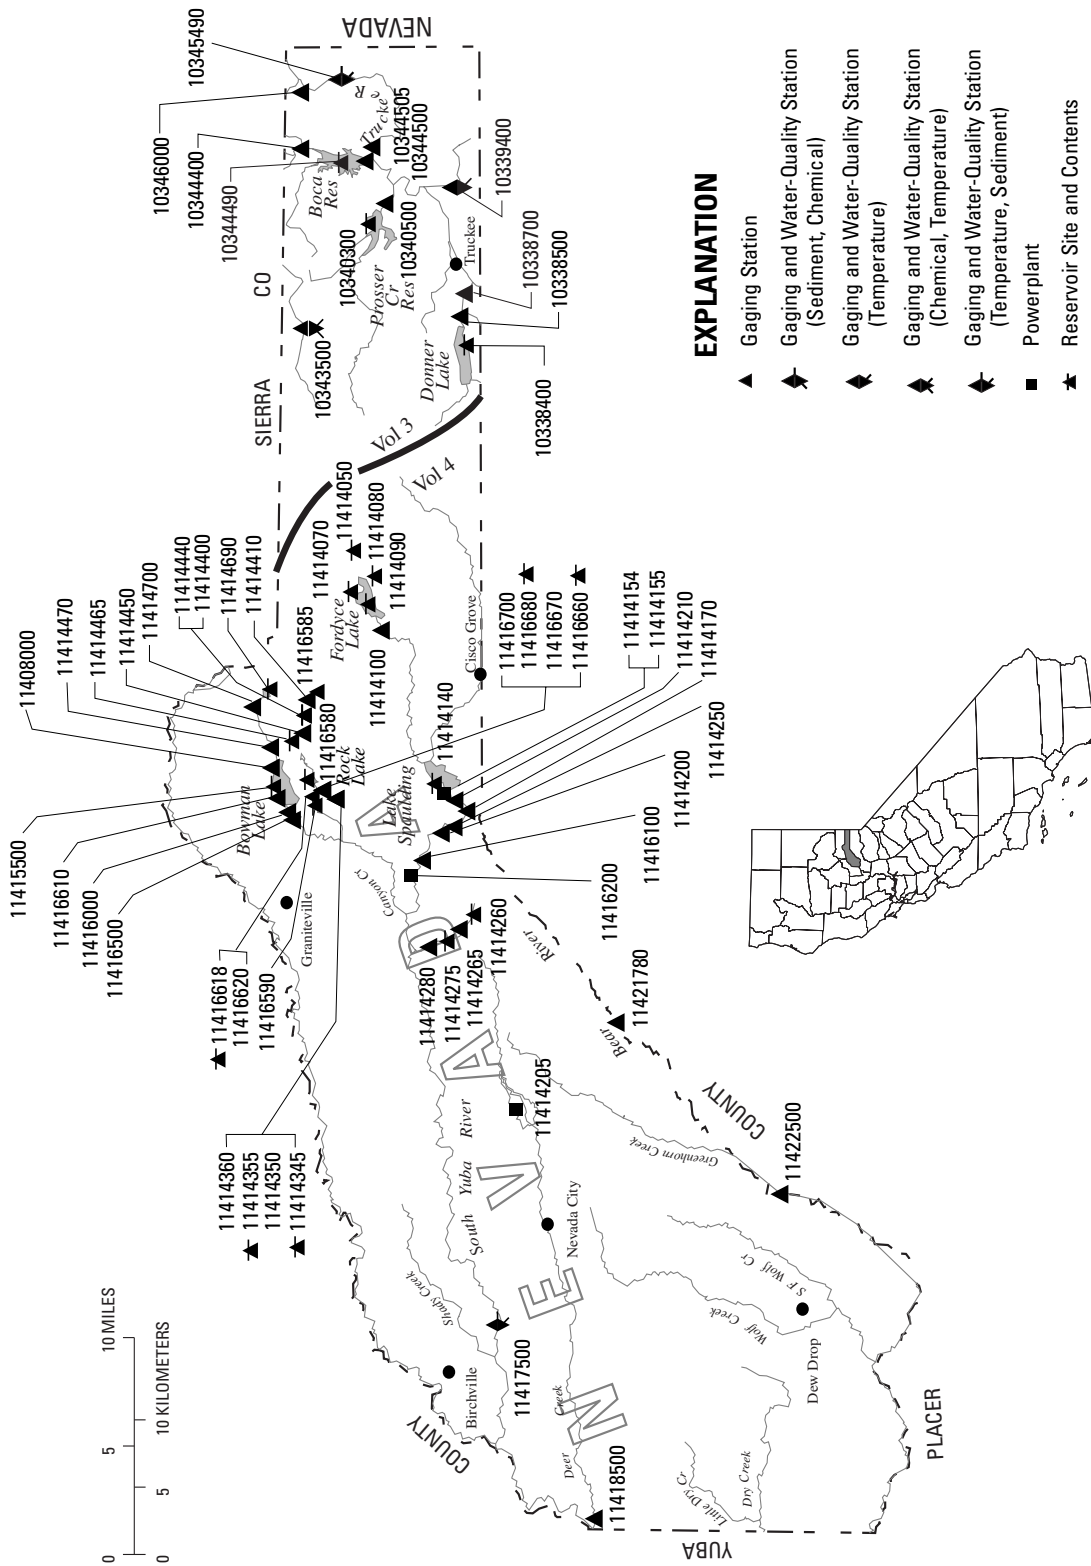 0 5 10 MILES
0 5 10 KILOMETERS
YUBA
COUNTY
PLACER
COUNTY
SIERRA
CO
NEVADA
N E V A D A
Vol 3
Vol 4
11418500
11417500
11422500
11421780
11414205
11414360
11414355
11414350
11414345
11416618
11416620
11416590
11415500
11416610
11416000
11416500
11408000
11414470
11414465
11414450
11414700
11414440
11414400
11414690
11414410
11416585
11416580
11414070
11414050
11414080
11414090
11414100
11414140
11416700
11416680
11416670
11416660
11414154
11414155
11414210
11414170
11414250
11414200
11416100
11416200
11414280
11414275
11414265
11414260
10338400
10338500
10338700
10339400
10340300
10340500
10343500
10344490
10344400
10346000
10345490
10344505
10344500
Birchville
Nevada City
Dew Drop
Graniteville
Cisco Grove
Truckee
Little Dry Cr
Dry Creek
Deer Creek
Shady Creek
South Yuba River
Wolf Creek
S F Wolf Cr
Greenhorn Creek
Bear River
Canyon Cr
Bowman
Lake
Rock
Lake
Lake
Spaulding
Fordyce
Lake
Donner
Lake
Prosser
Cr
Res
Boca
Res
Truckee R
EXPLANATION
Gaging Station
Gaging and Water-Quality Station
(Sediment, Chemical)
Gaging and Water-Quality Station
(Temperature)
Gaging and Water-Quality Station
(Chemical, Temperature)
Gaging and Water-Quality Station
(Temperature, Sediment)
Powerplant
Reservoir Site and Contents